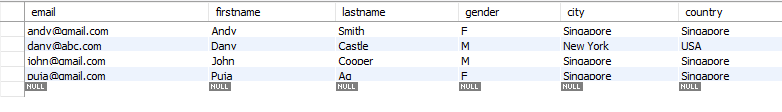 email firstname lastname gender city country
andy@gmail.com Andy Smith F Singapore Singapore
dany@abc.com Dany Castle M New York USA
john@gmail.com John Cooper M Singapore Singapore
puja@gmail.com Puja Ag F Singapore Singapore
NULL NULL NULL NULL NULL NULL